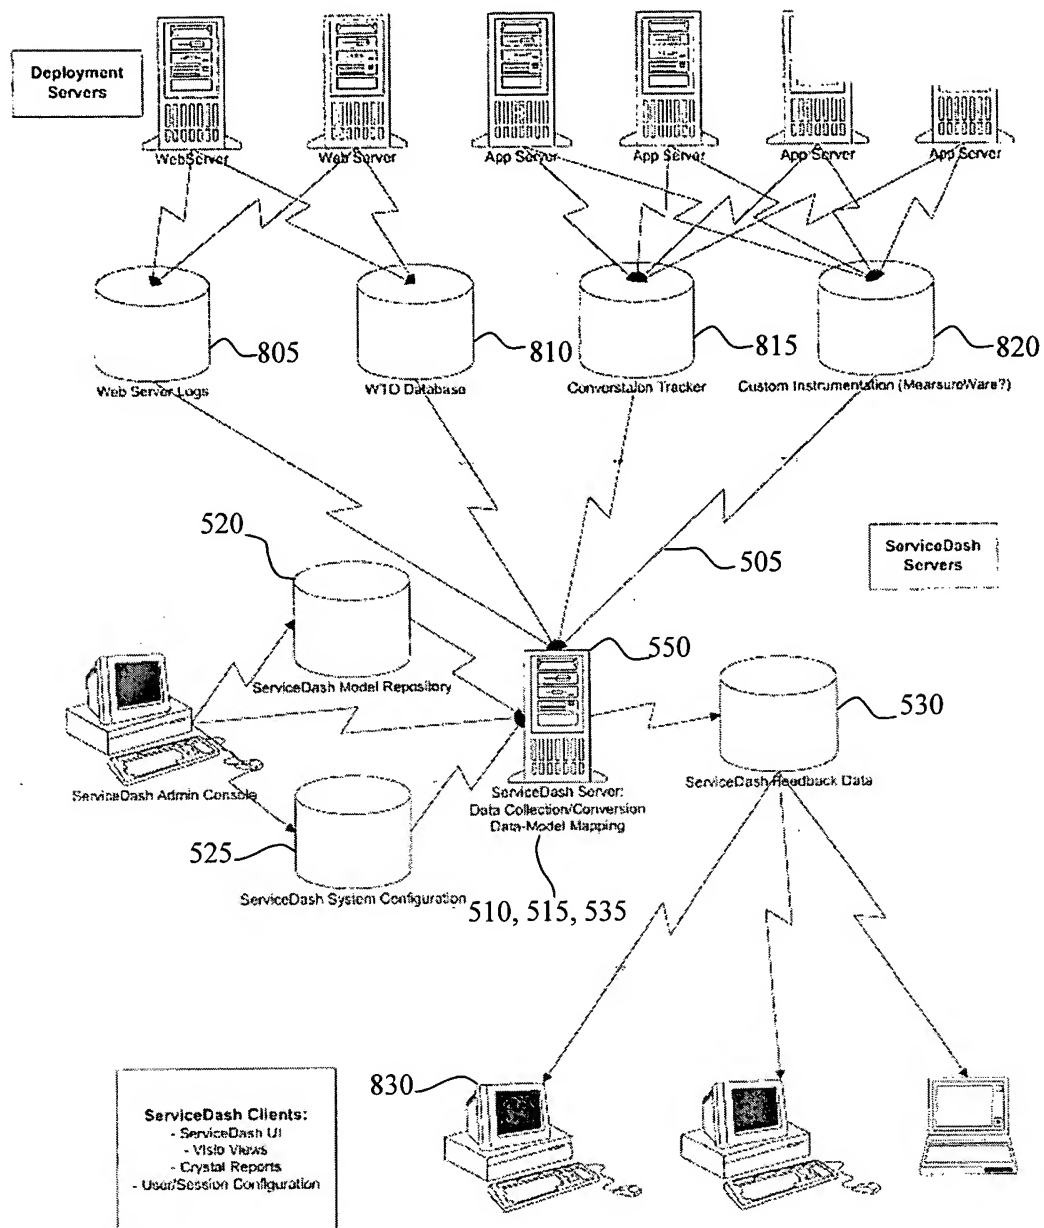 Deployment
Servers
WebServer
Web Server
App Server
App Server
App Server
App Server
805
810
815
820
Web Server Logs
WTO Database
Converstaion Tracker
Custom Instrumentation (MeasureWare?)
520
505
ServiceDash
Servers
550
ServiceDash Model Repository
530
ServiceDash Admin Console
ServiceDash Server:
Data Collection/Conversion
Data-Model Mapping
ServiceDash Feedback Data
525
ServiceDash System Configuration
510, 515, 535
830
ServiceDash Clients:
- ServiceDash UI
- Visio Views
- Crystal Reports
- User/Session Configuration